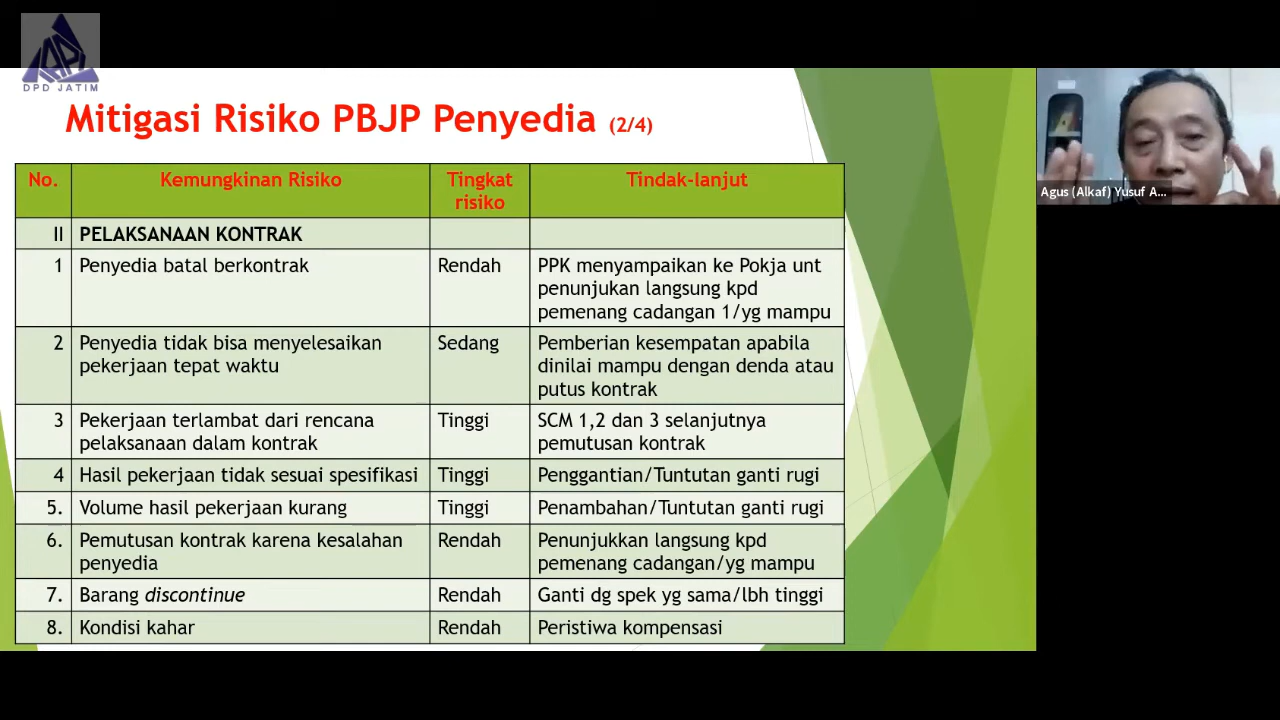 IAPI
DPD JATIM
Mitigasi Risiko PBJP Penyedia (2/4)
No. Kemungkinan Risiko Tingkat risiko Tindak-lanjut
II PELAKSANAAN KONTRAK
1 Penyedia batal berkontrak Rendah PPK menyampaikan ke Pokja unt
penunjukan langsung kpd
pemenang cadangan 1/yg mampu
2 Penyedia tidak bisa menyelesaikan
pekerjaan tepat waktu
Sedang
Pemberian kesempatan apabila
dinilai mampu dengan denda atau
putus kontrak
3 Pekerjaan terlambat dari rencana
pelaksanaan dalam kontrak
Tinggi
SCM 1,2 dan 3 selanjutnya
pemutusan kontrak
4 Hasil pekerjaan tidak sesuai spesifikasi Tinggi Penggantian/Tuntutan ganti rugi
5. Volume hasil pekerjaan kurang Tinggi Penambahan/Tuntutan ganti rugi
6. Pemutusan kontrak karena kesalahan
penyedia
Rendah
Penunjukkan langsung kpd
pemenang cadangan/yg mampu
7. Barang discontinue Rendah Ganti dg spek yg sama/lbh tinggi
8. Kondisi kahar Rendah Peristiwa kompensasi
Agus (Alkaf) Yusuf A...